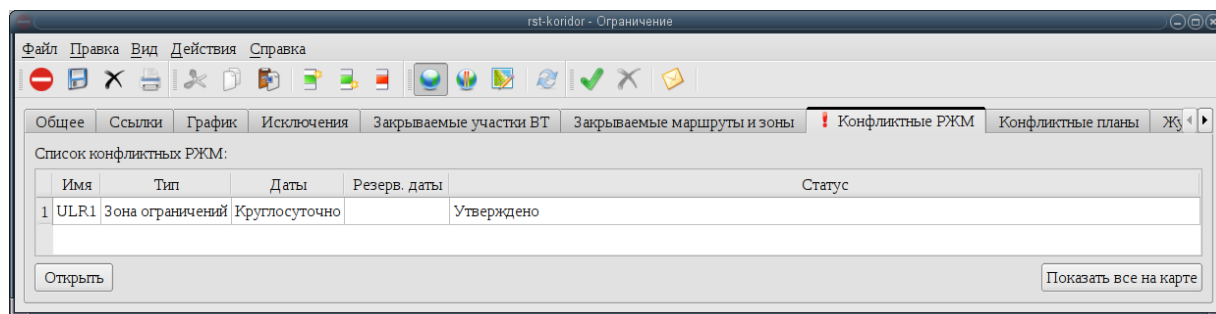 rst-koridor - Ограничение
Файл Правка Вид Действия Справка
Общее Ссылки График Исключения Закрываемые участки ВТ Закрываемые маршруты и зоны ! Конфликтные РЖМ Конфликтные планы
Список конфликтных РЖМ:
Имя Тип Даты Резерв. даты Статус
1 ULR1 Зона ограничений Круглосуточно Утверждено
Открыть Показать все на карте